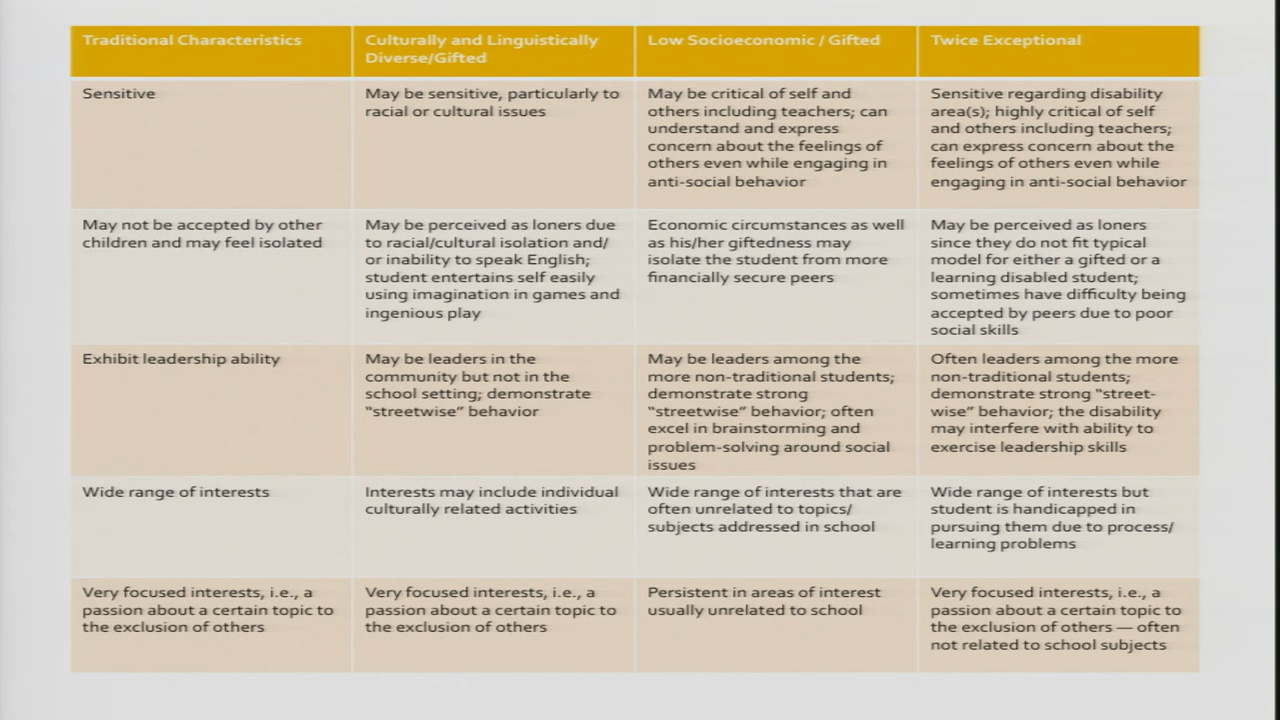 Traditional Characteristics
Culturally and Linguistically
Diverse/Gifted
Low Socioeconomic / Gifted
Twice Exceptional
Sensitive
May be sensitive, particularly to
racial or cultural issues
May be critical of self and
others including teachers; can
understand and express
concern about the feelings of
others even while engaging in
anti-social behavior
Sensitive regarding disability
area(s); highly critical of self
and others including teachers;
can express concern about the
feelings of others even while
engaging in anti-social behavior
May not be accepted by other
children and may feel isolated
May be perceived as loners due
to racial/cultural isolation and/
or inability to speak English;
student entertains self easily
using imagination in games and
ingenious play
Economic circumstances as well
as his/her giftedness may
isolate the student from more
financially secure peers
May be perceived as loners
since they do not fit typical
model for either a gifted or a
learning disabled student;
sometimes have difficulty being
accepted by peers due to poor
social skills
Exhibit leadership ability
May be leaders in the
community but not in the
school setting; demonstrate
“streetwise” behavior
May be leaders among the
more non-traditional students;
demonstrate strong
“streetwise” behavior; often
excel in brainstorming and
problem-solving around social
issues
Often leaders among the more
non-traditional students;
demonstrate strong “street-
wise” behavior; the disability
may interfere with ability to
exercise leadership skills
Wide range of interests
Interests may include individual
culturally related activities
Wide range of interests that are
often unrelated to topics/
subjects addressed in school
Wide range of interests but
student is handicapped in
pursuing them due to process/
learning problems
Very focused interests, i.e., a
passion about a certain topic to
the exclusion of others
Very focused interests, i.e., a
passion about a certain topic to
the exclusion of others
Persistent in areas of interest
usually unrelated to school
Very focused interests, i.e., a
passion about a certain topic to
the exclusion of others — often
not related to school subjects